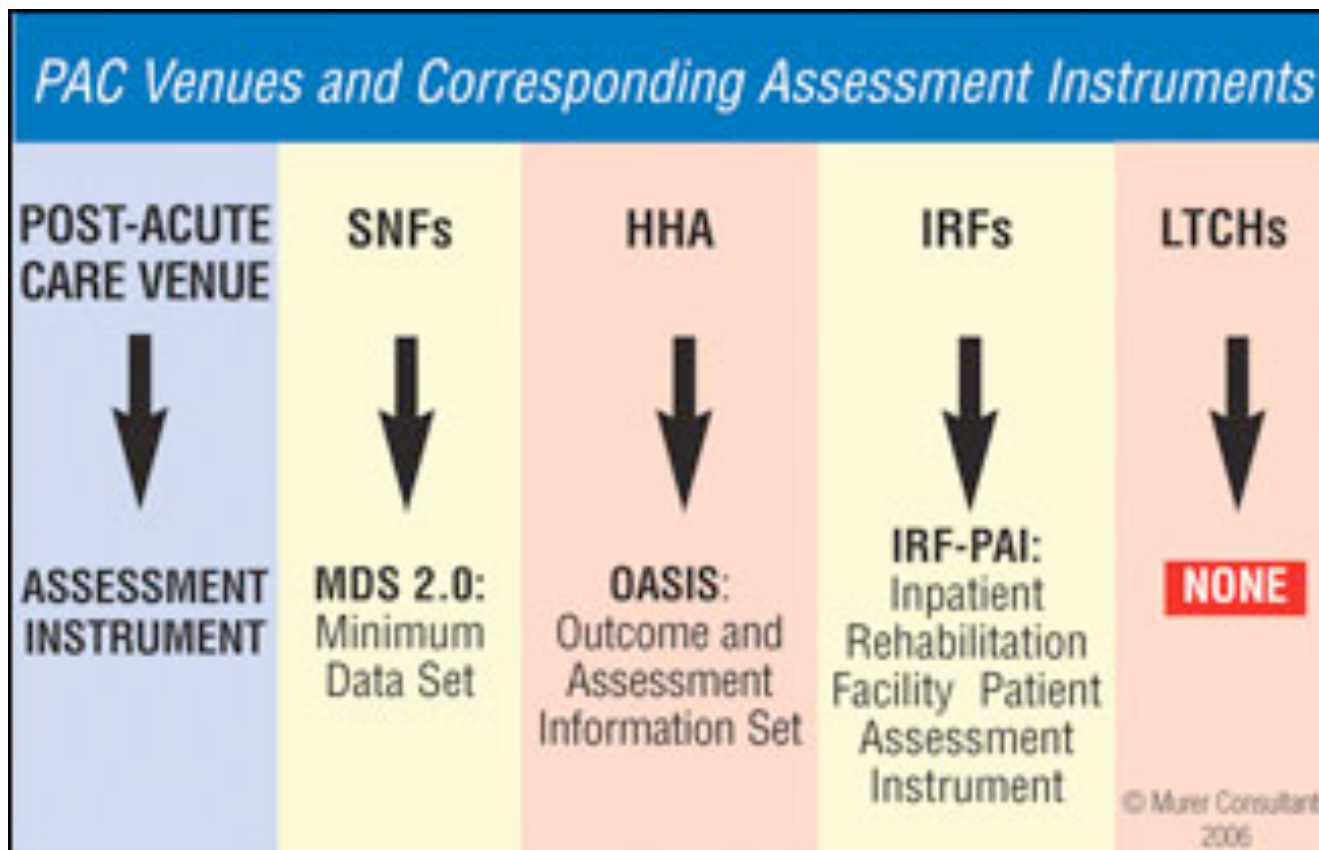 PAC Venues and Corresponding Assessment Instruments
POST-ACUTE
CARE VENUE
SNFs
HHA
IRFs
LTCHs
ASSESSMENT
INSTRUMENT
MDS 2.0:
Minimum
Data Set
OASIS:
Outcome and
Assessment
Information Set
IRF-PAI:
Inpatient
Rehabilitation
Facility Patient
Assessment
Instrument
NONE
© Murer Consultant
2006